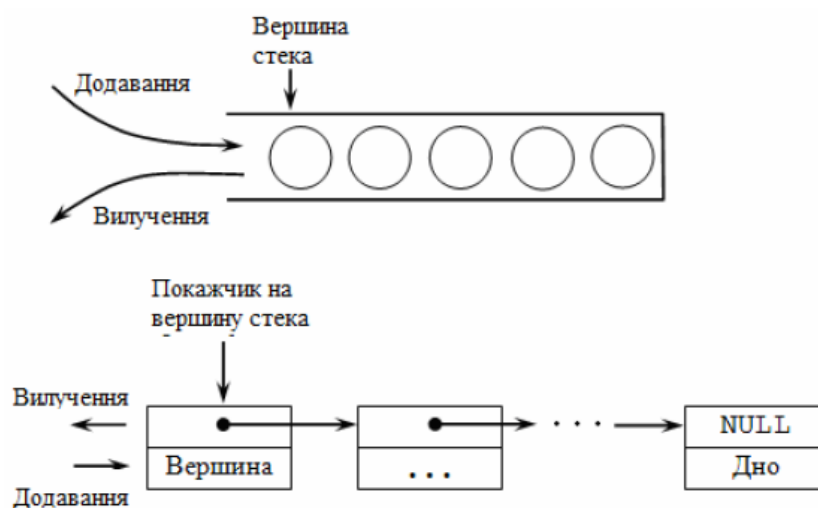 Вершина
стека
Додавання
Вилучення
Покажчик на
вершину стека
Вилучення
NULL
Вершина
...
Дно
Додавання